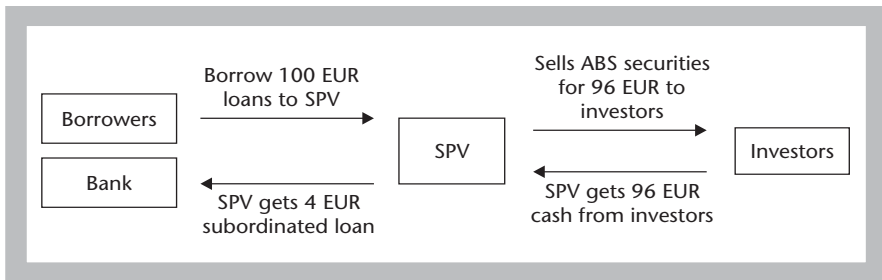 Borrow 100 EUR
loans to SPV
Sells ABS securities
for 96 EUR to
investors
Borrowers
SPV
Investors
Bank
SPV gets 4 EUR
subordinated loan
SPV gets 96 EUR
cash from investors